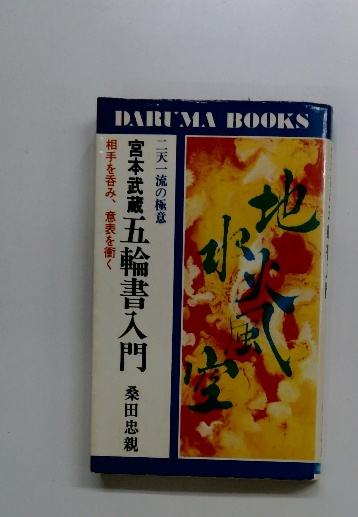 DARUMA BOOKS
地
水
火
風
空
二天一流の極意
宮本武蔵五輪書入門
相手を呑み、意表を衝く
桑田忠親